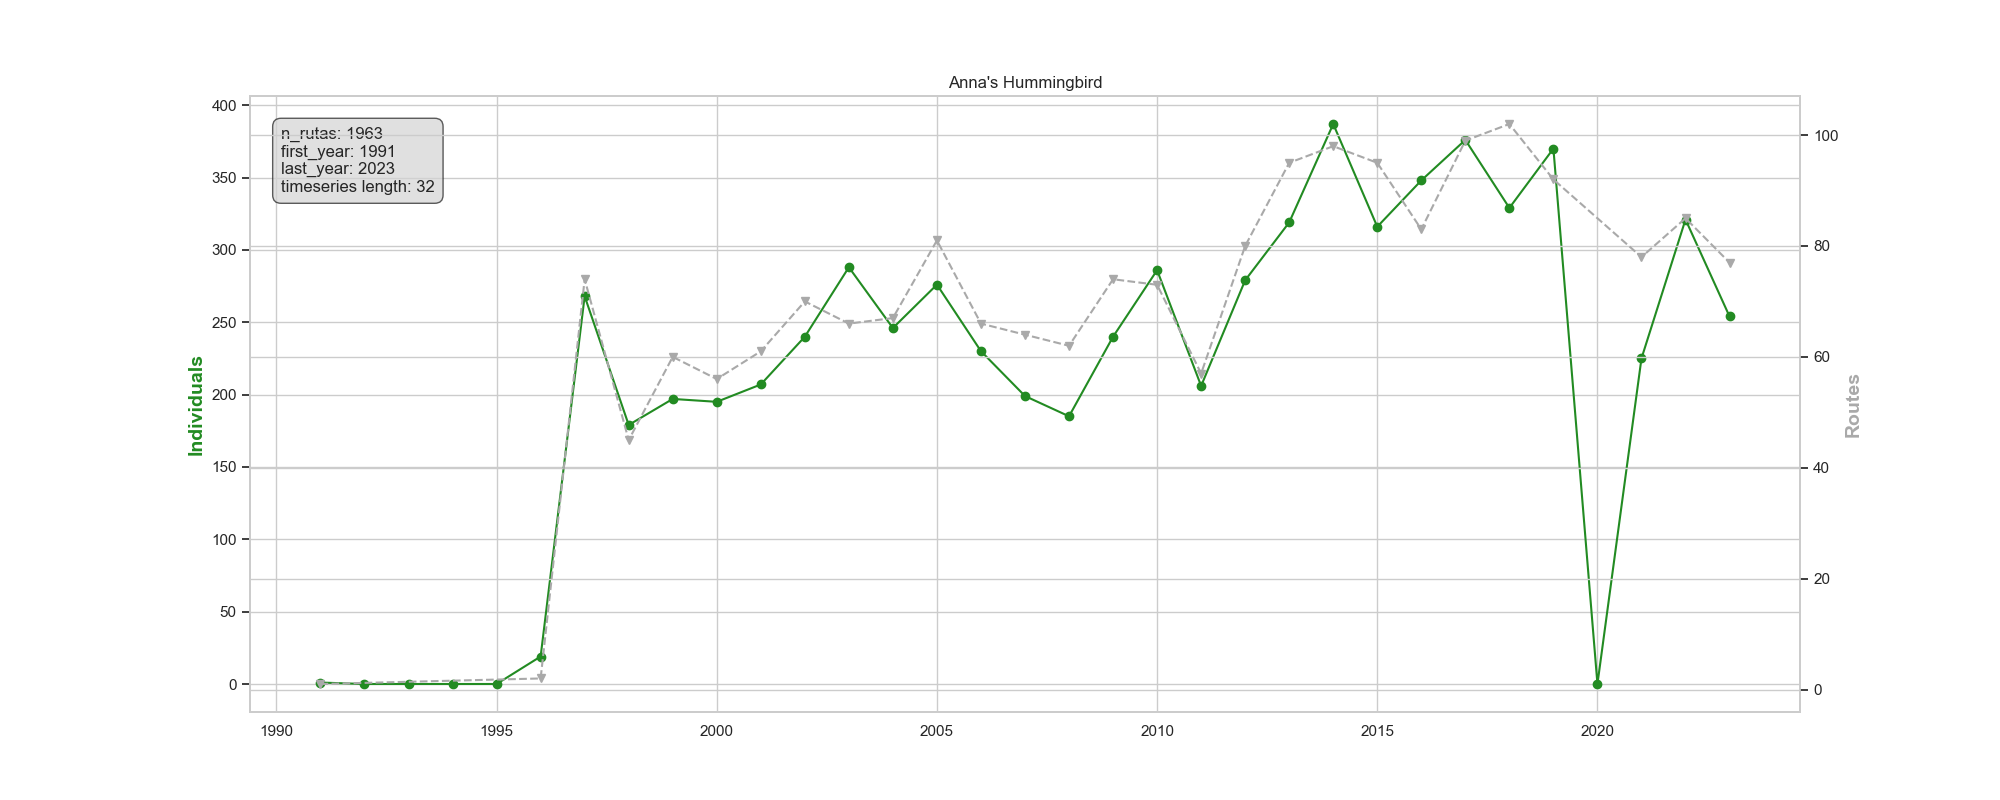 Anna's Hummingbird
n_rutas: 1963
first_year: 1991
last_year: 2023
timeseries length: 32
400
350
300
250
200
150
100
50
0
Individuals
100
80
60
40
20
0
Routes
1990 1995 2000 2005 2010 2015 2020